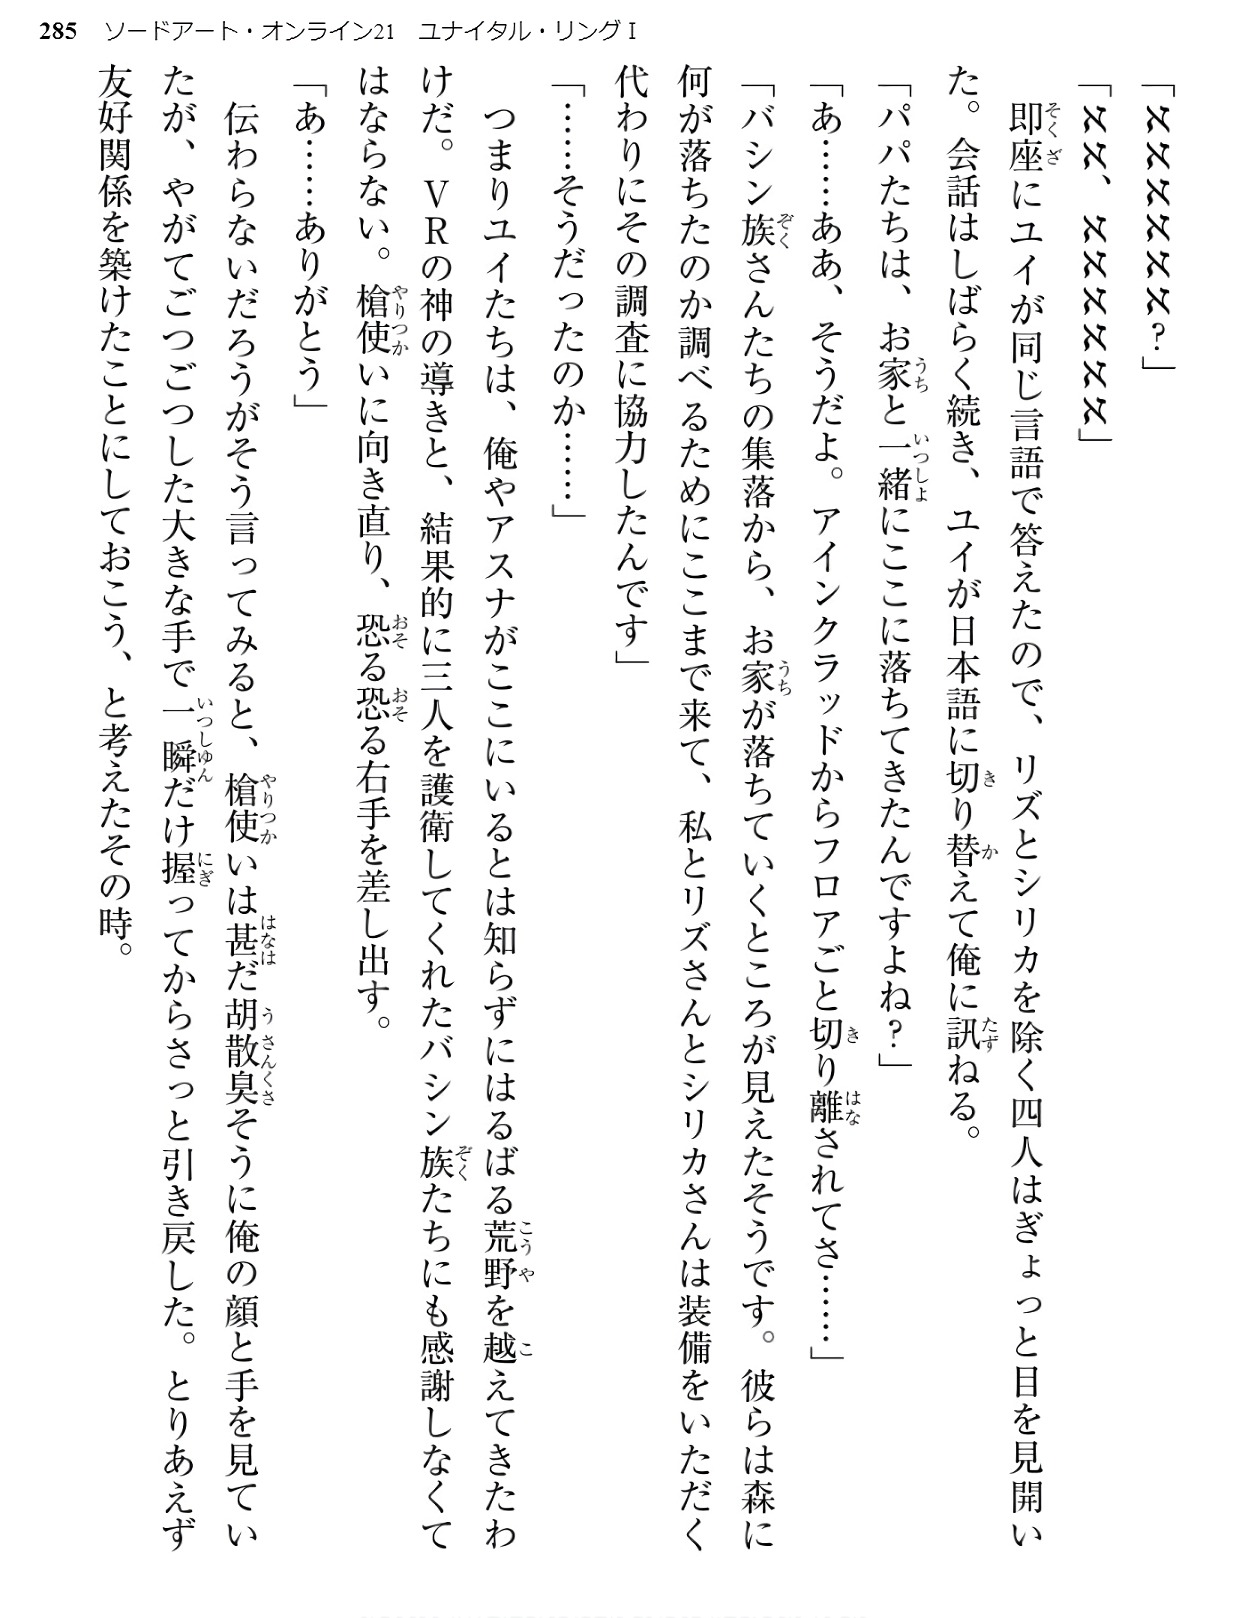 285 ソードアート・オンライン21 ユナイタル・リングⅠ
「ℵℵℵℵℵℵ？」
「ℵℵ、ℵℵℵℵℵℵ」
　即座にユイが同じ言語で答えたので、リズとシリカを除く四人はぎょっと目を見開い
た。会話はしばらく続き、ユイが日本語に切り替えて俺に訊ねる。
「パパたちは、お家と一緒にここに落ちてきたんですよね？」
「あ……ああ、そうだよ。アインクラッドからフロアごと切り離されてさ……」
「バシン族さんたちの集落から、お家が落ちていくところが見えたそうです。彼らは森に
何が落ちたのか調べるためにここまで来て、私とリズさんとシリカさんは装備をいただく
代わりにその調査に協力したんです」
「……そうだったのか……」
　つまりユイたちは、俺やアスナがここにいるとは知らずにはるばる荒野を越えてきたわ
けだ。ＶＲの神の導きと、結果的に三人を護衛してくれたバシン族たちにも感謝しなくて
はならない。槍使いに向き直り、恐る恐る右手を差し出す。
「あ……ありがとう」
　伝わらないだろうがそう言ってみると、槍使いは甚だ胡散臭そうに俺の顔と手を見てい
たが、やがてごつごつした大きな手で一瞬だけ握ってからさっと引き戻した。とりあえず
友好関係を築けたことにしておこう、と考えたその時。